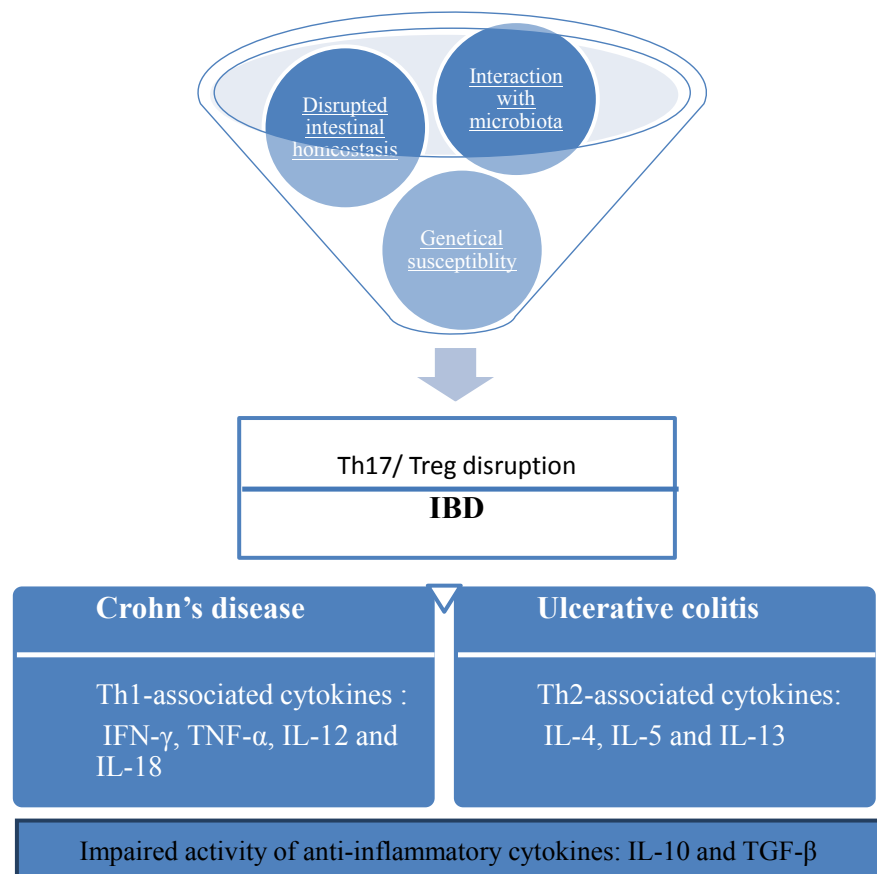 Disrupted
intestinal
homeostasis
Interaction
with
microbiota
Genetical
susceptiblity
Th17/ Treg disruption
IBD
Crohn’s disease
Th1-associated cytokines :
IFN-γ, TNF-α, IL-12 and
IL-18
Ulcerative colitis
Th2-associated cytokines:
IL-4, IL-5 and IL-13
Impaired activity of anti-inflammatory cytokines: IL-10 and TGF-β